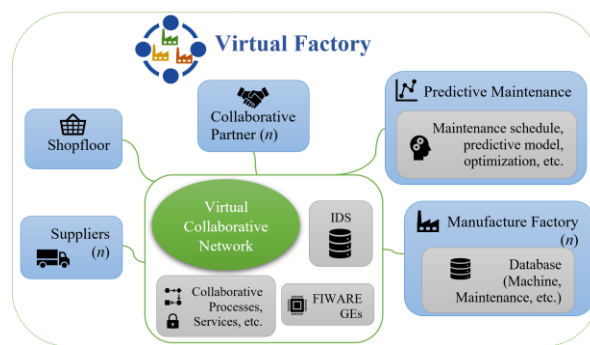 Virtual Factory
Shopfloor
Collaborative
Partner (n)
Predictive Maintenance
Maintenance schedule,
predictive model,
optimization, etc.
Suppliers
(n)
Virtual
Collaborative
Network
IDS
Collaborative
Processes,
Services, etc.
FIWARE
GEs
Manufacture Factory
(n)
Database
(Machine,
Maintenance, etc.)